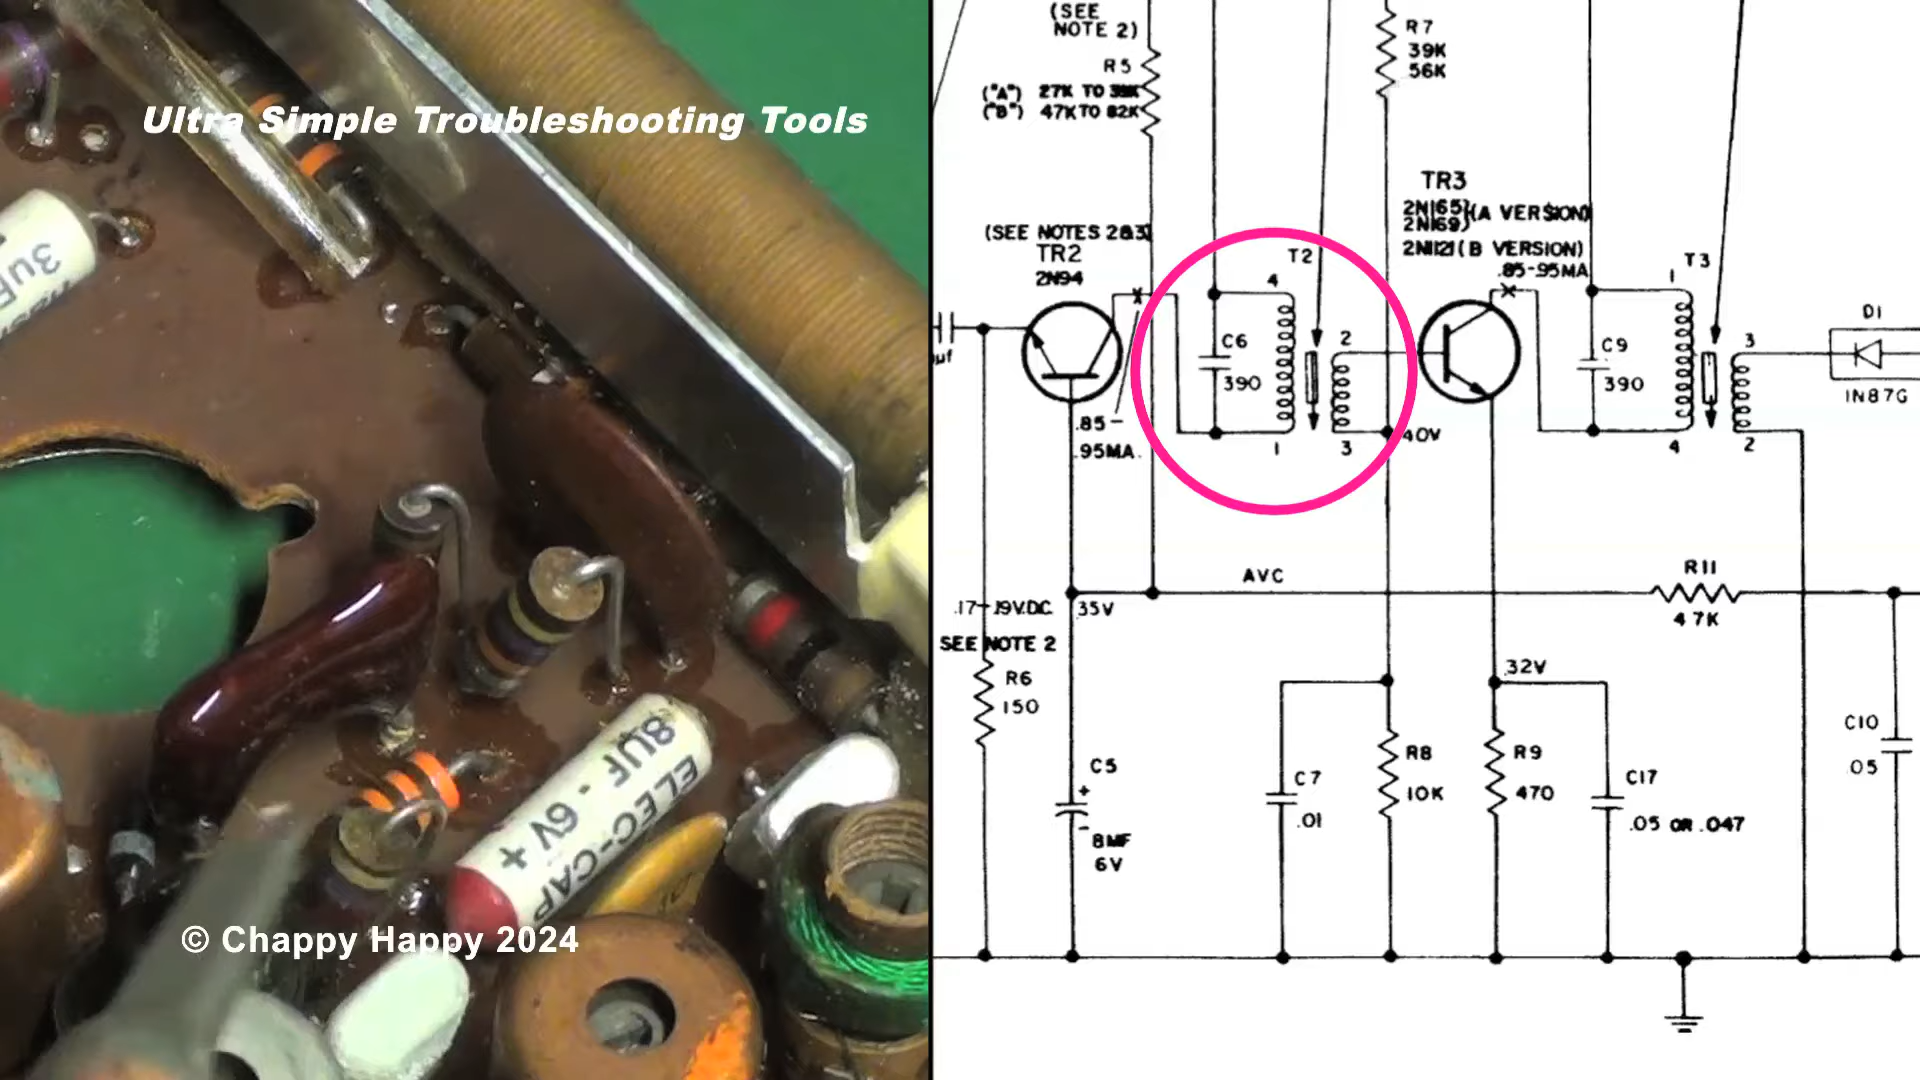 Ultra Simple Troubleshooting Tools
3UF
8UF - 6V +
ELEC-CAP
© Chappy Happy 2024
(SEE
NOTE 2)
R5
("A") 27K TO 39K
("B") 47K TO 82K
R7
39K
56K
TR3
2N165}(A VERSION)
2N169)
2N1121(B VERSION)
.85-95MA
(SEE NOTES 2&3)
TR2
2N94
T2
4
C6
390
2
1
3
.40V
.85-
.95MA.
T3
1
C9
390
3
4
2
D1
IN87G
µf
AVC
R11
4 7K
.17-.19V.DC.
SEE NOTE 2
.35V
R6
150
.32V
C5
+
-
8MF
6V
C7
.01
R8
10K
R9
470
C17
.05 OR .047
C10
.05